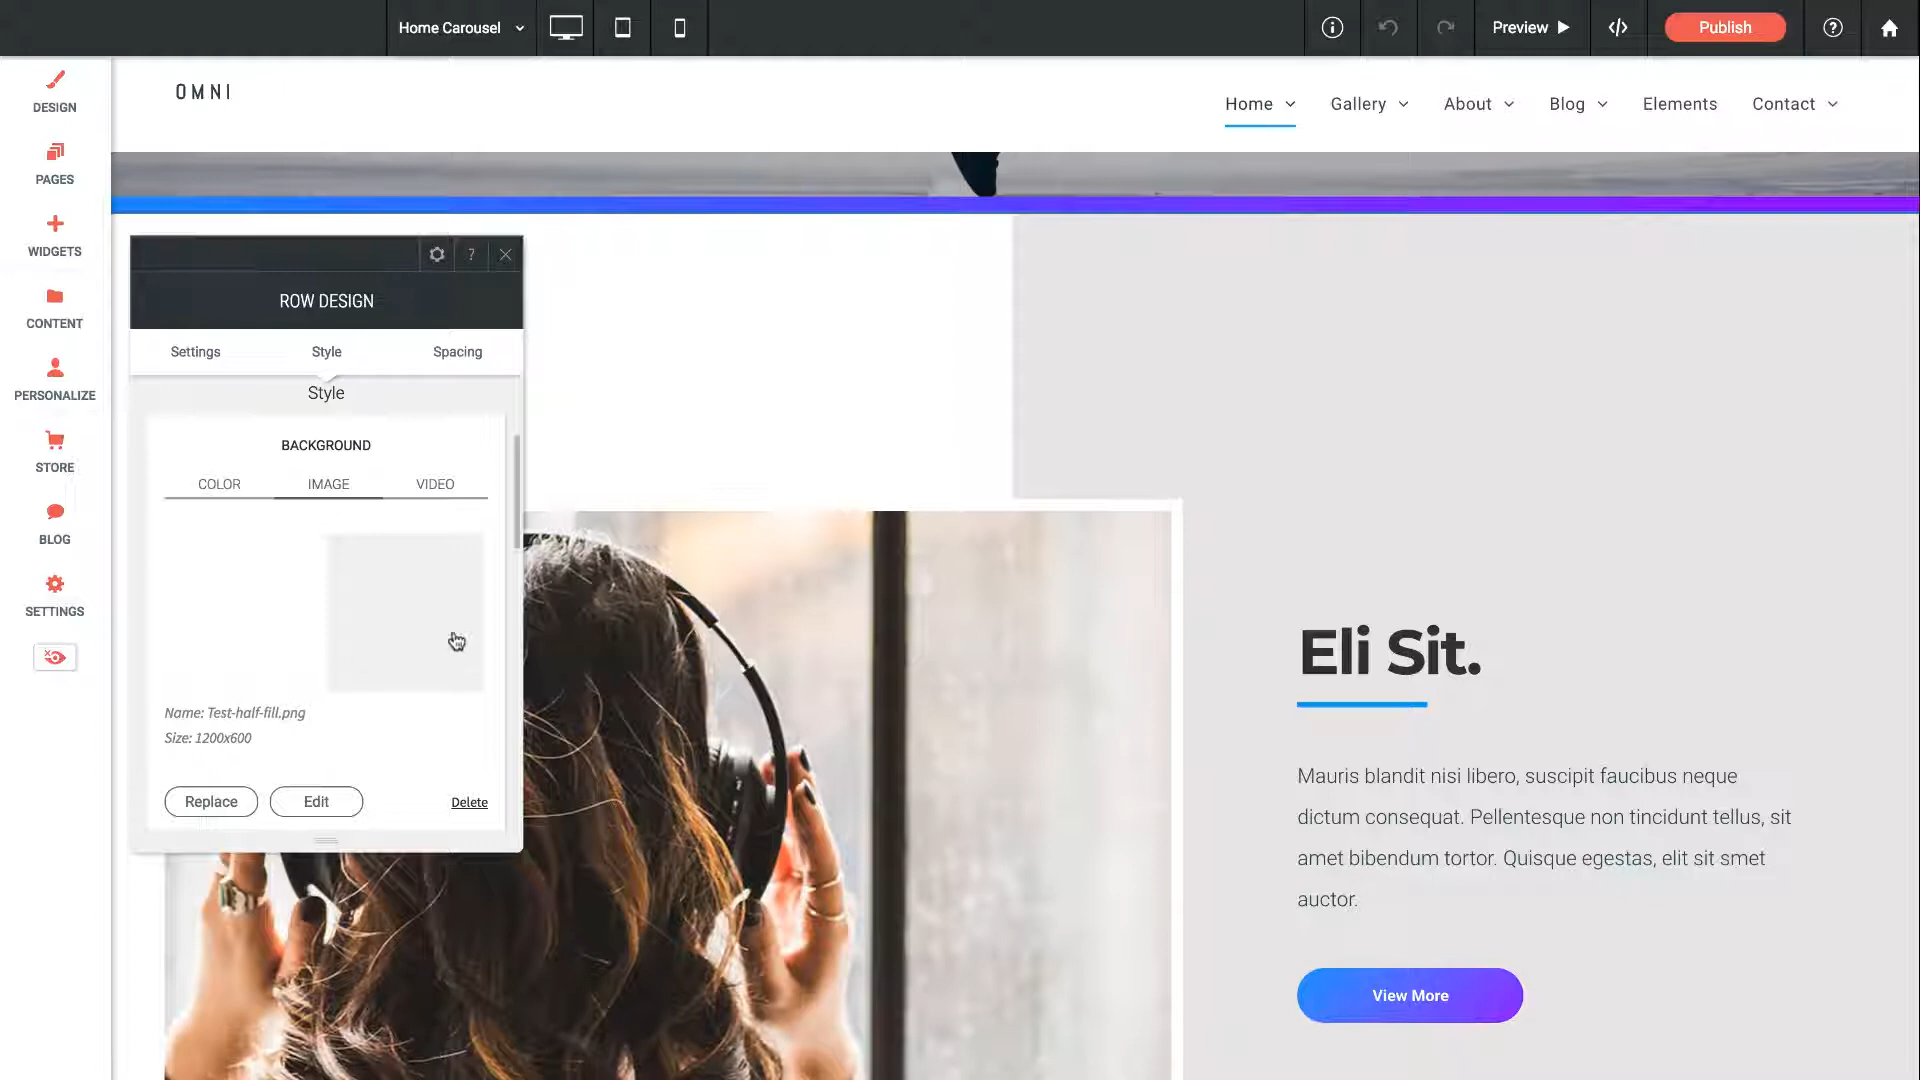 Home Carousel
Preview
</>
Publish
?
DESIGN
PAGES
WIDGETS
CONTENT
PERSONALIZE
STORE
BLOG
SETTINGS
OMNI
Home
Gallery
About
Blog
Elements
Contact
?
ROW DESIGN
Settings
Style
Spacing
Style
BACKGROUND
COLOR
IMAGE
VIDEO
Name: Test-half-fill.png
Size: 1200x600
Replace
Edit
Delete
Eli Sit.
Mauris blandit nisi libero, suscipit faucibus neque
dictum consequat. Pellentesque non tincidunt tellus, sit
amet bibendum tortor. Quisque egestas, elit sit smet
auctor.
View More